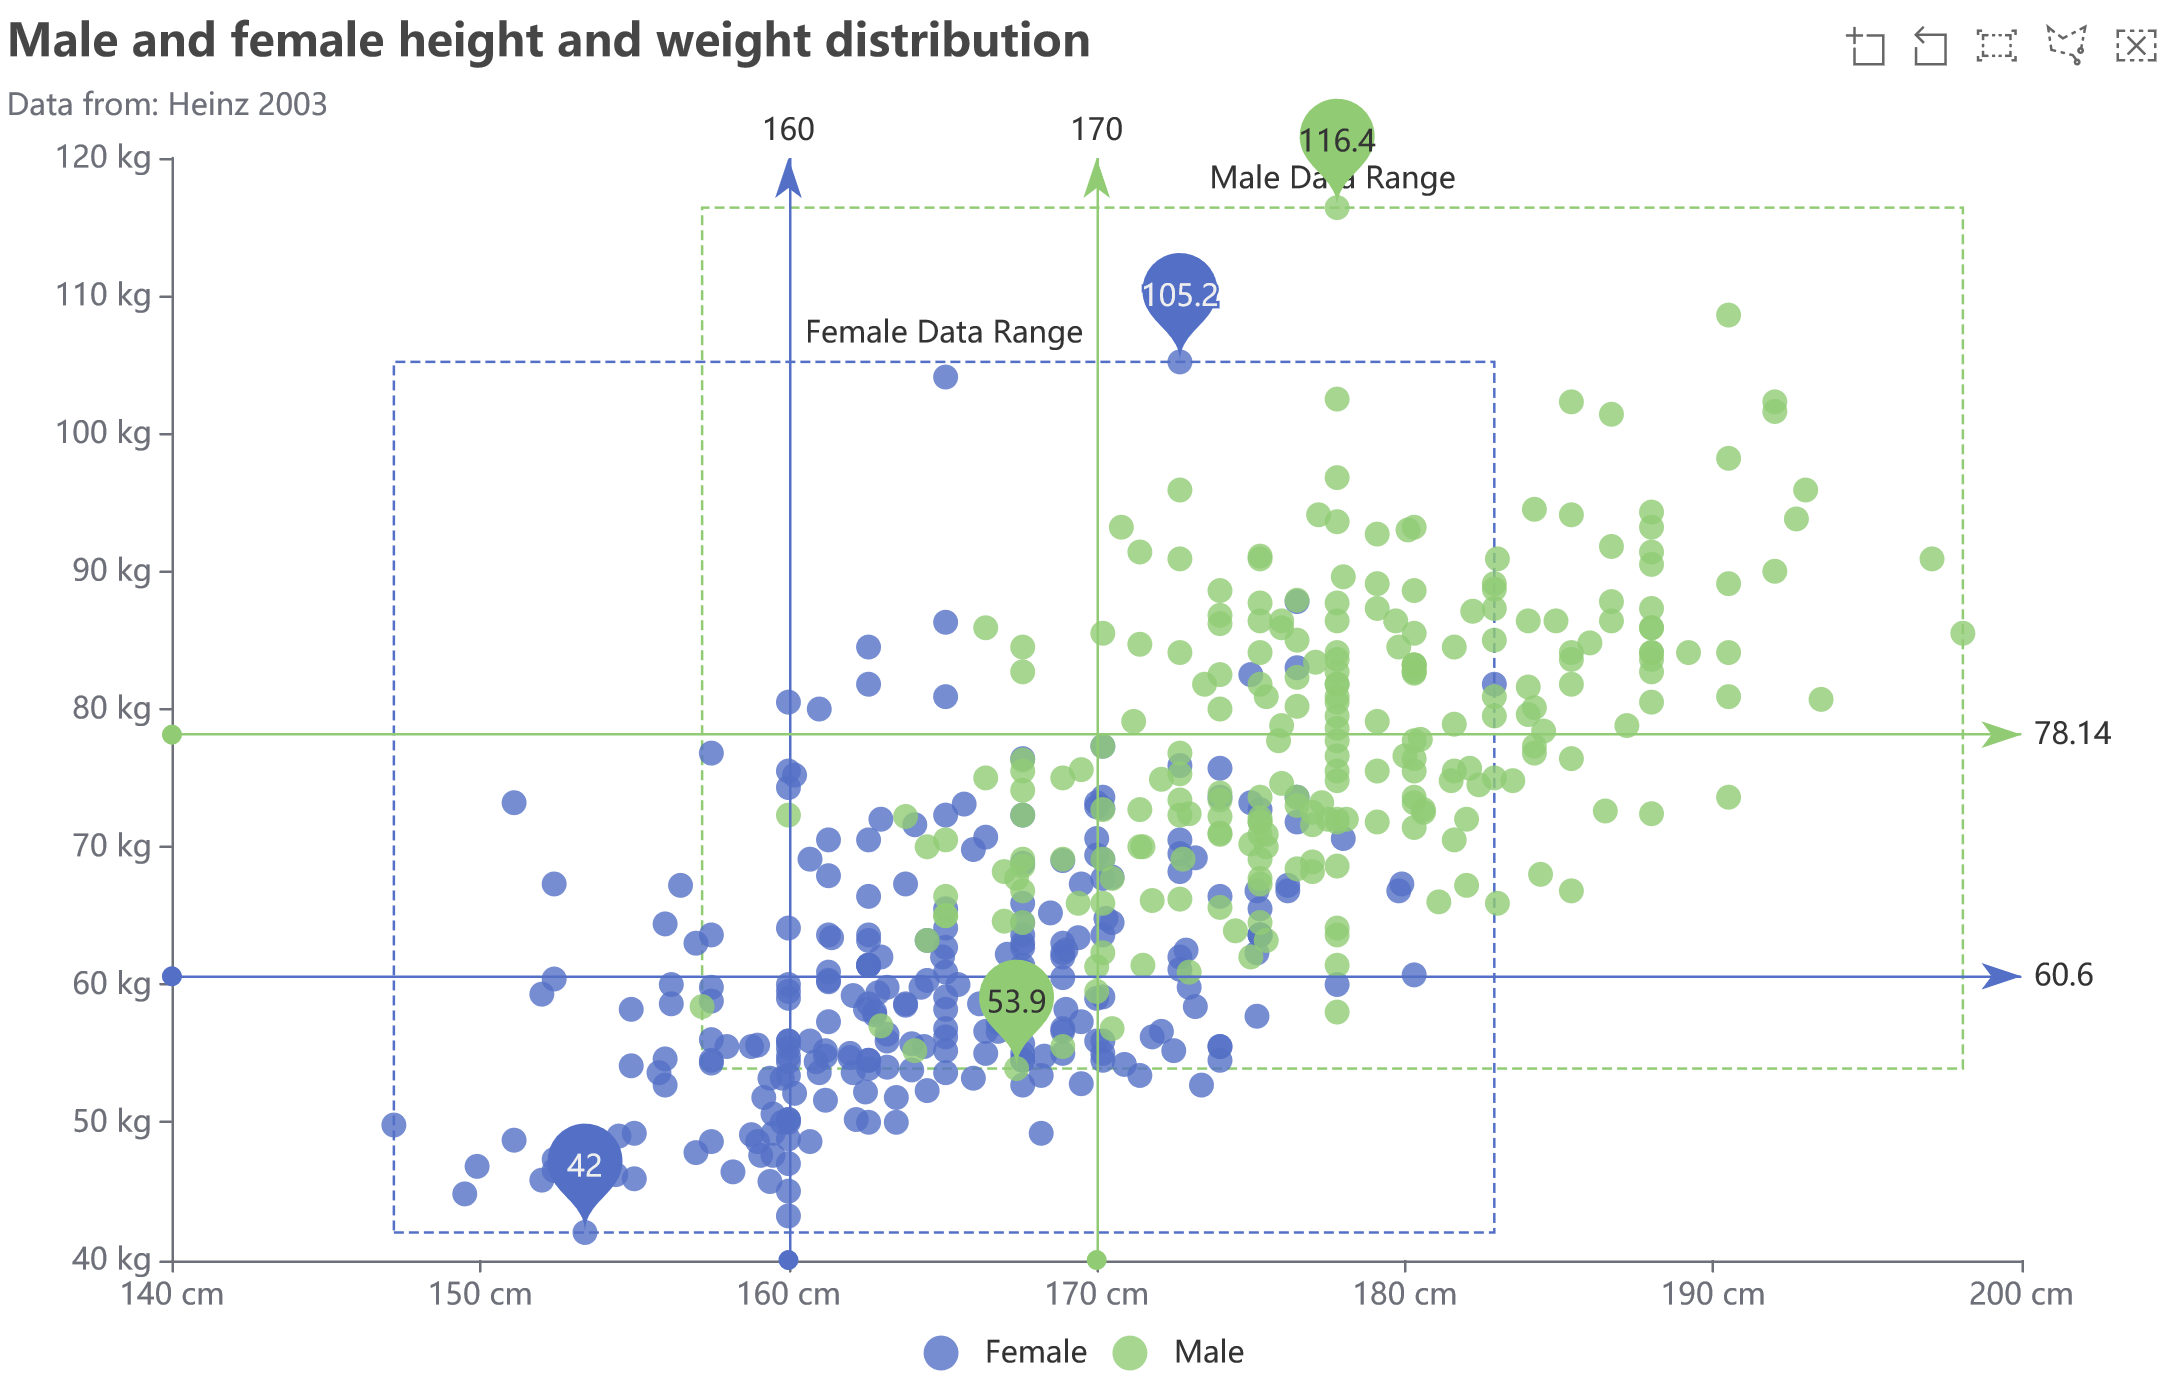 Male and female height and weight distribution
Data from: Heinz 2003
160
170
116.4
120 kg
Male Data Range
110 kg
105.2
Female Data Range
100 kg
90 kg
80 kg
78.14
70 kg
60 kg
60.6
53.9
50 kg
42
40 kg
140 cm
150 cm
160 cm
170 cm
180 cm
190 cm
200 cm
Female
Male